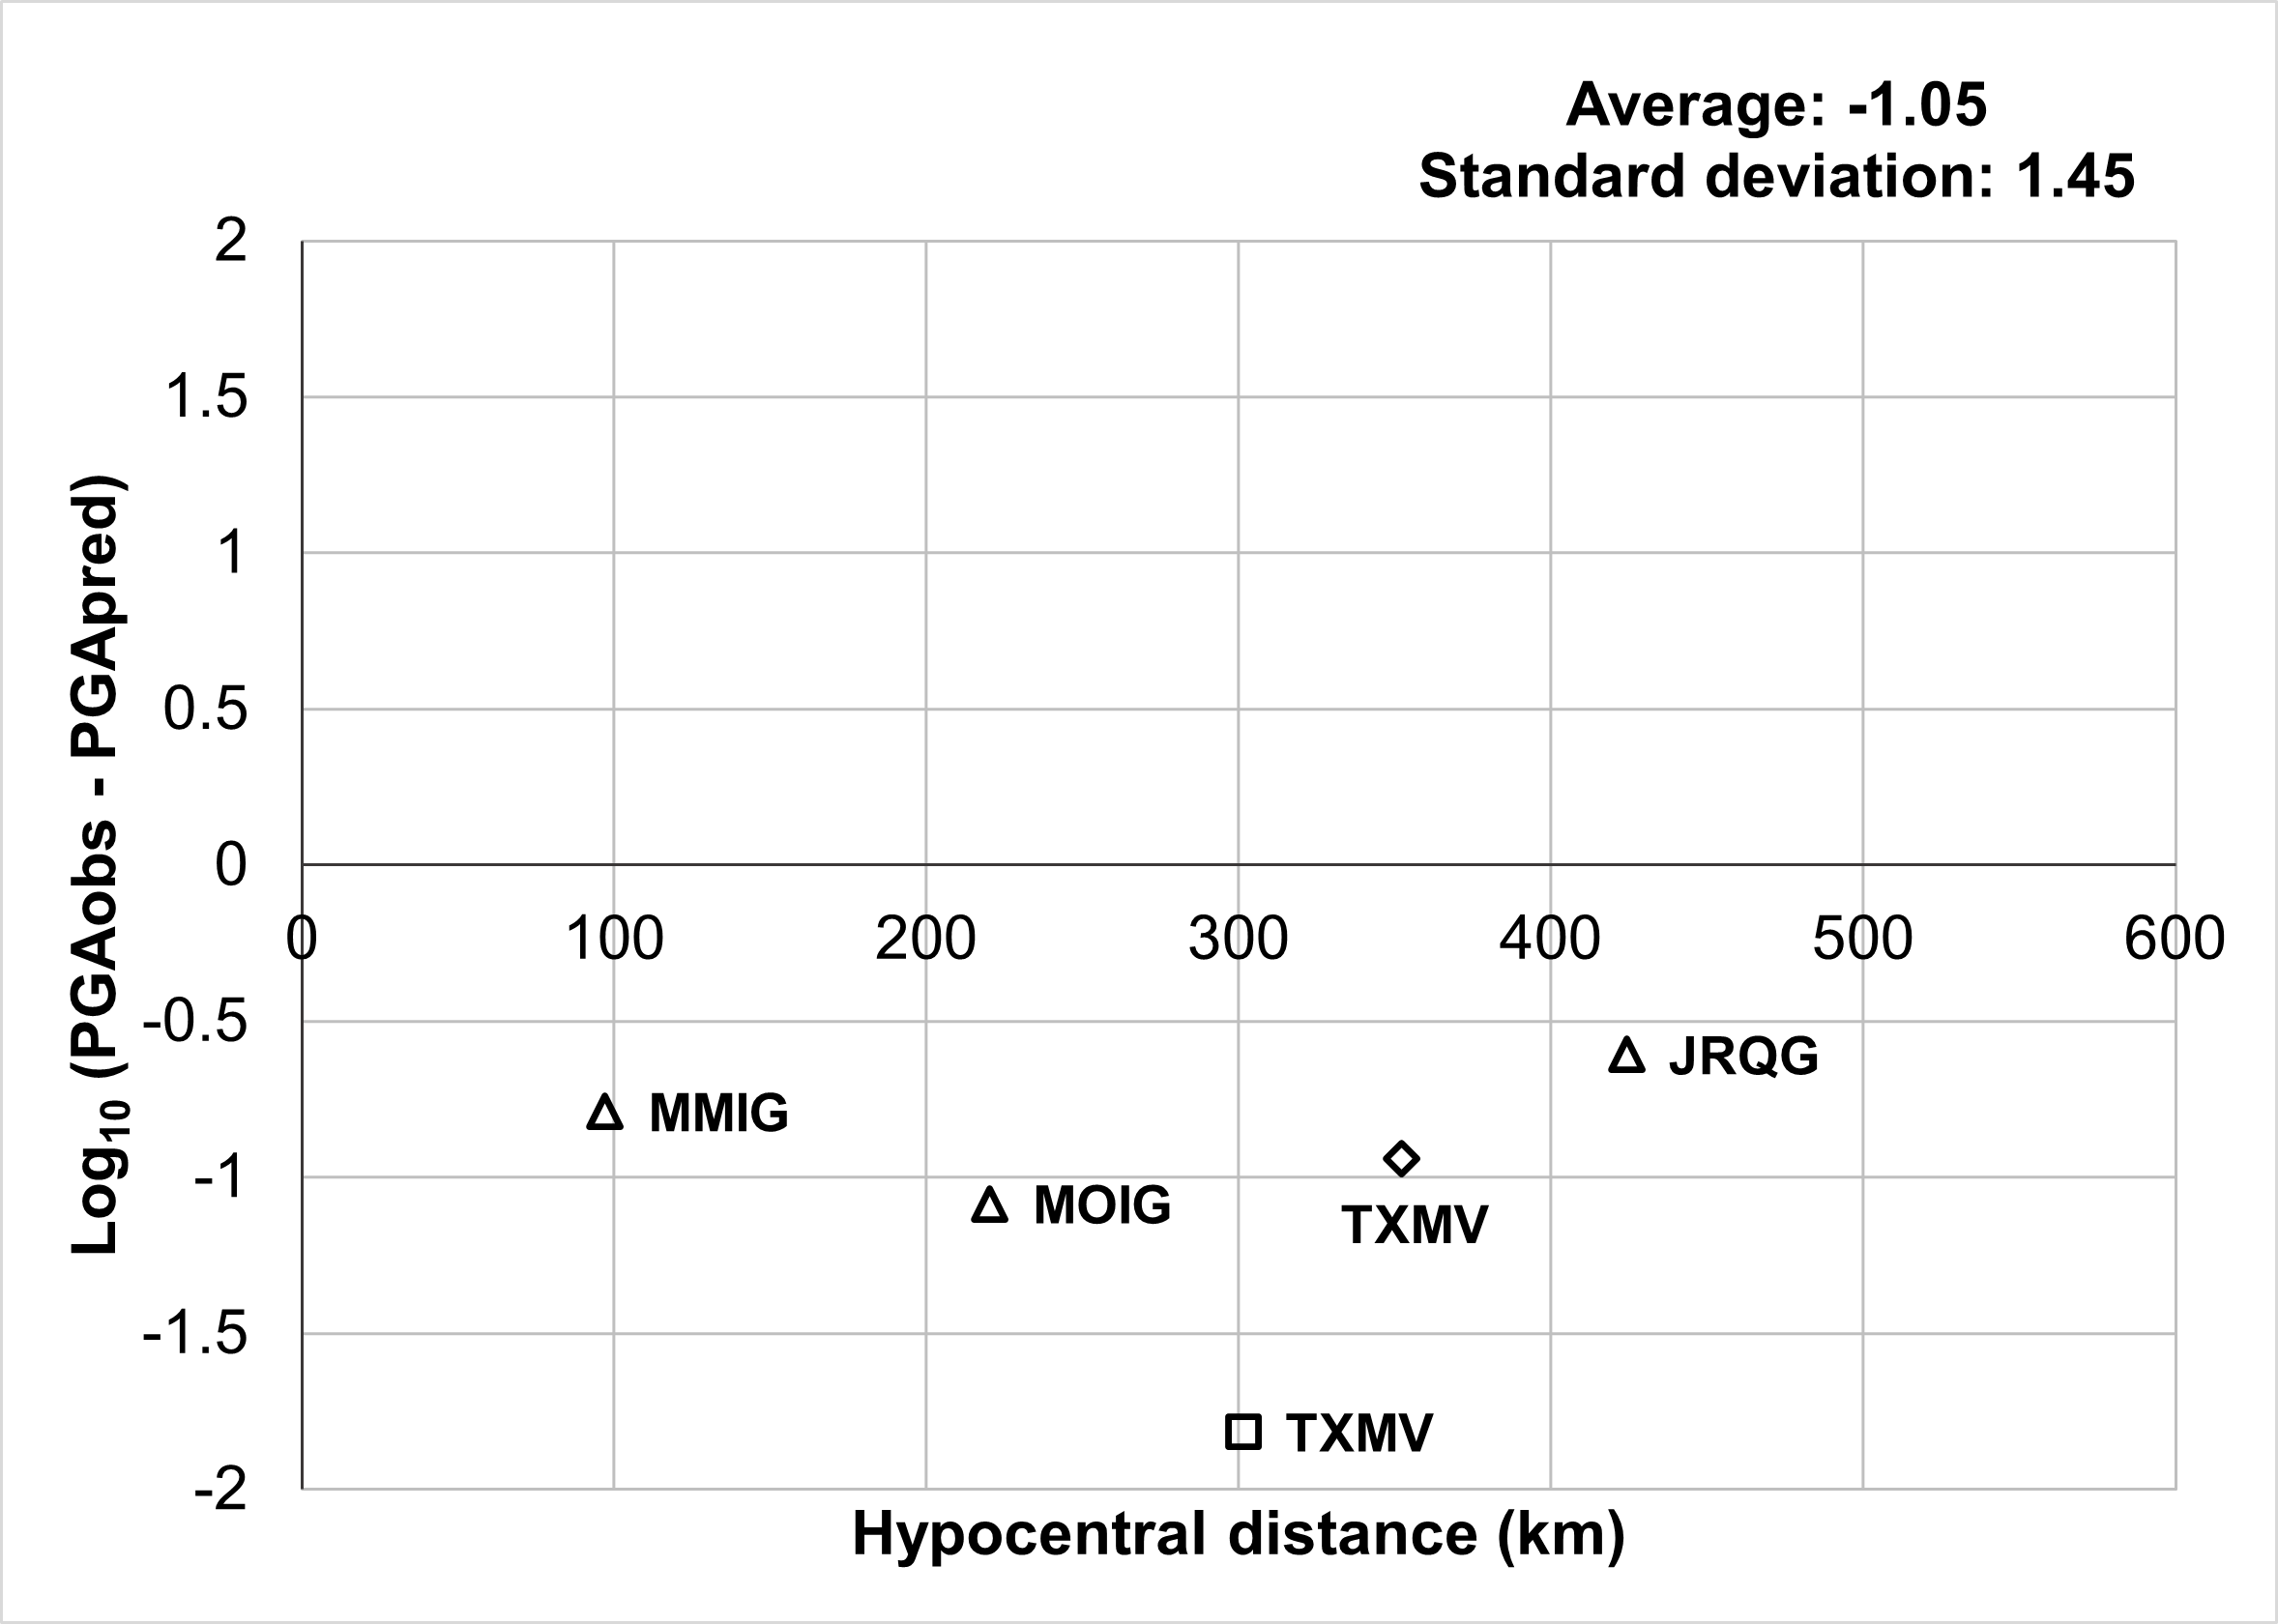 Average: -1.05
Standard deviation: 1.45
2
1.5
1
0.5
0
-0.5
-1
-1.5
-2
0 100 200 300 400 500 600
Log10 (PGAobs - PGApred)
JRQG
MMIG
MOIG
TXMV
TXMV
Hypocentral distance (km)